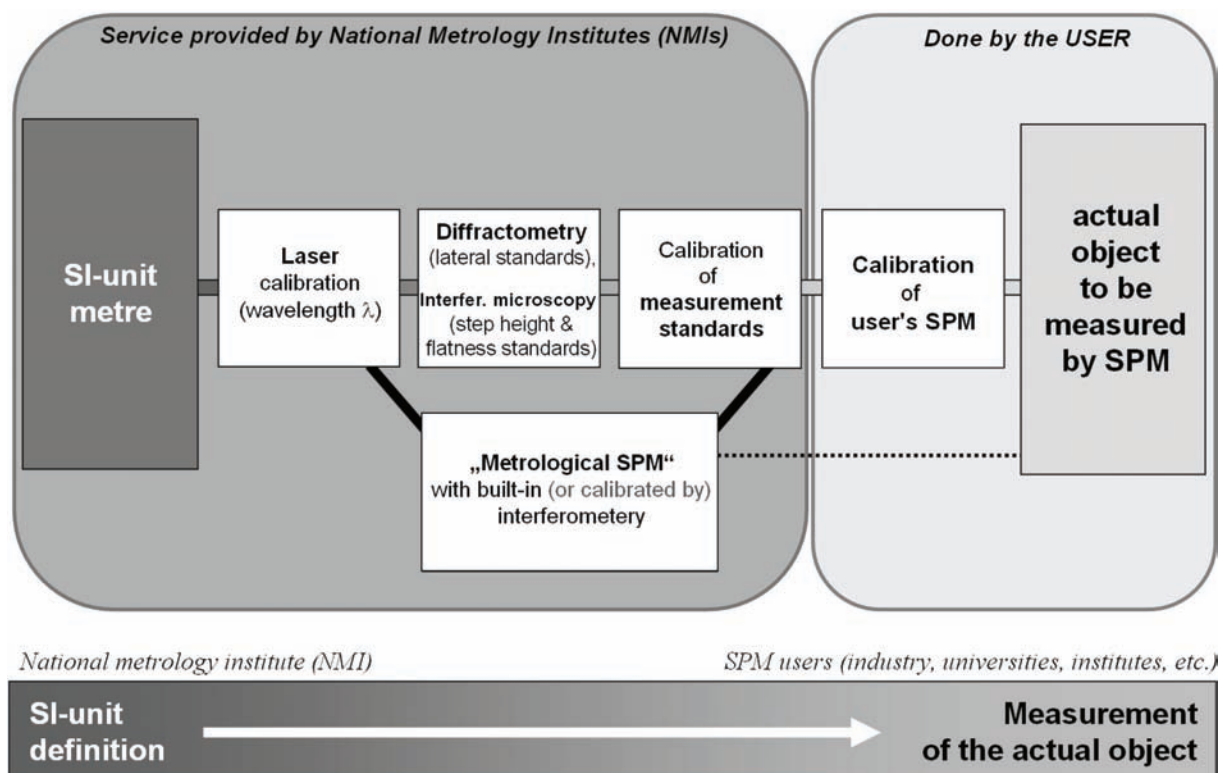 Service provided by National Metrology Institutes (NMIs)
Done by the USER
SI-unit
metre
Laser
calibration
(wavelength λ)
Diffractometry
(lateral standards),
Interfer. microscopy
(step height &
flatness standards)
Calibration
of
measurement
standards
Calibration
of
user's SPM
actual
object
to be
measured
by SPM
„Metrological SPM“
with built-in (or calibrated by)
interferometery
National metrology institute (NMI)
SPM users (industry, universities, institutes, etc.)
SI-unit
definition
Measurement
of the actual object